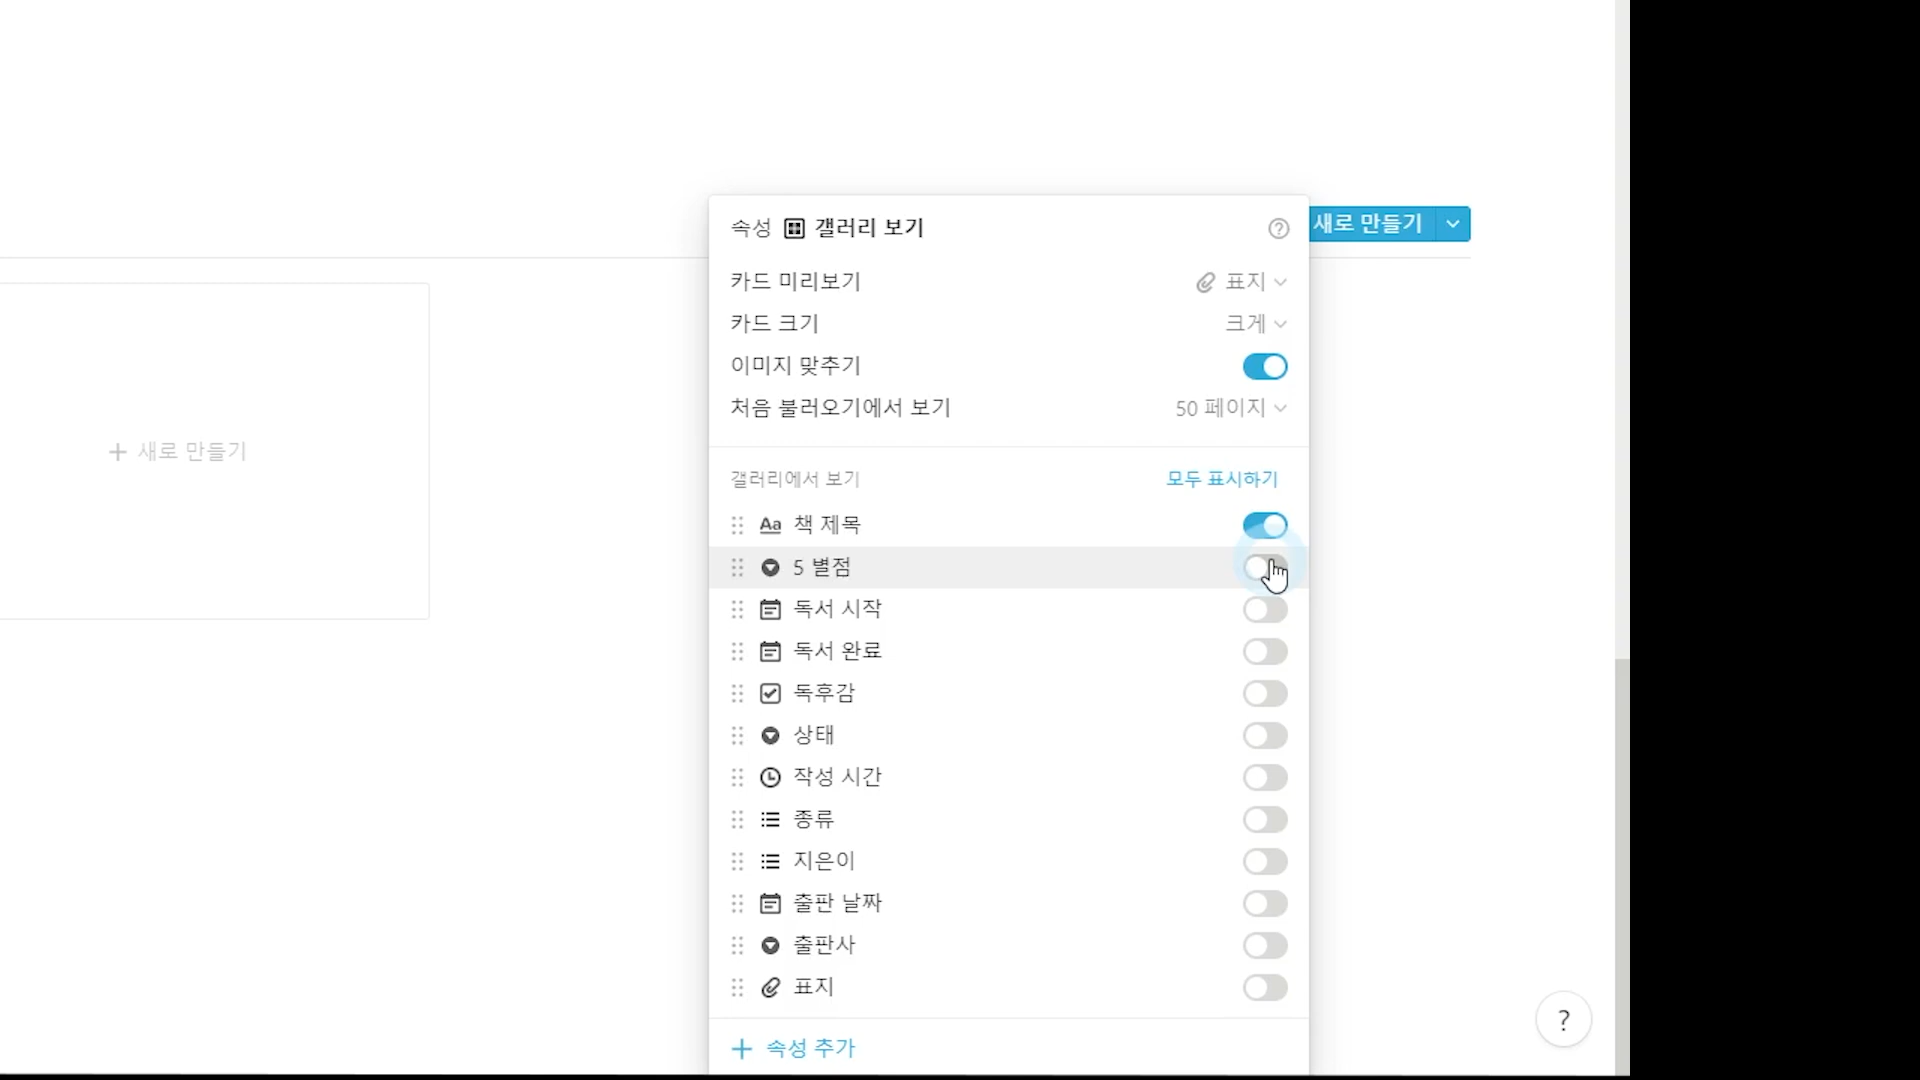 속성 갤러리 보기
새로 만들기
카드 미리보기 표지
카드 크기 크게
이미지 맞추기
처음 불러오기에서 보기 50 페이지
+ 새로 만들기
갤러리에서 보기 모두 표시하기
Aa 책 제목
5 별점
독서 시작
독서 완료
독후감
상태
작성 시간
종류
지은이
출판 날짜
출판사
표지
+ 속성 추가
?